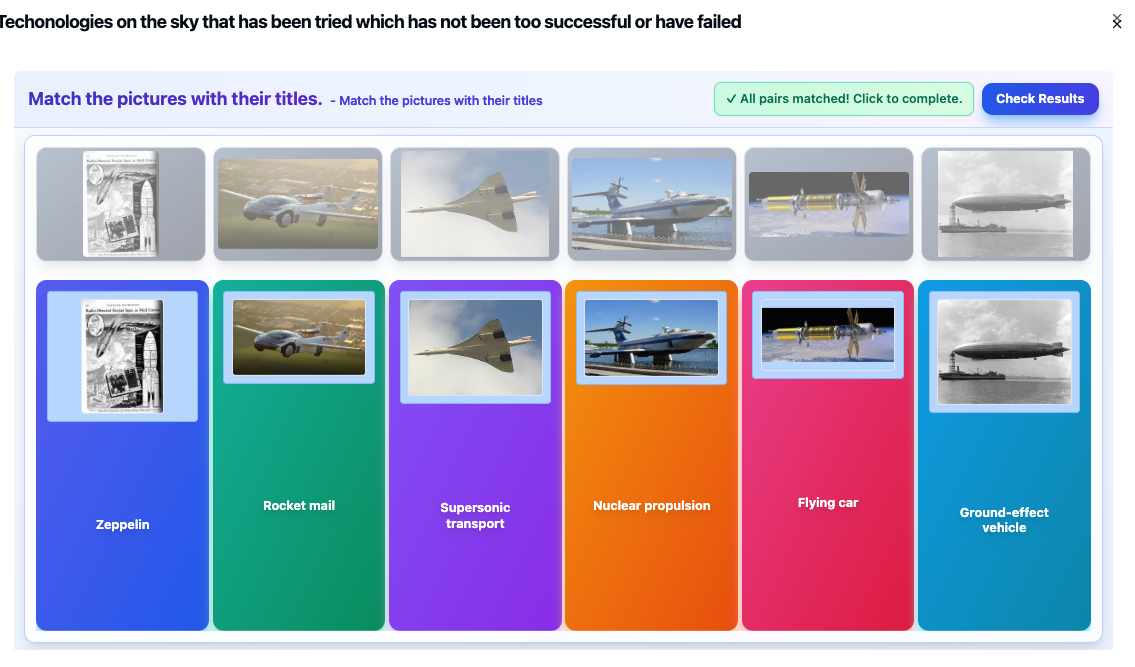 Techonologies on the sky that has been tried which has not been too successful or have failed
Match the pictures with their titles. - Match the pictures with their titles
✓ All pairs matched! Click to complete.
Check Results
Zeppelin
Rocket mail
Supersonic
transport
Nuclear propulsion
Flying car
Ground-effect
vehicle